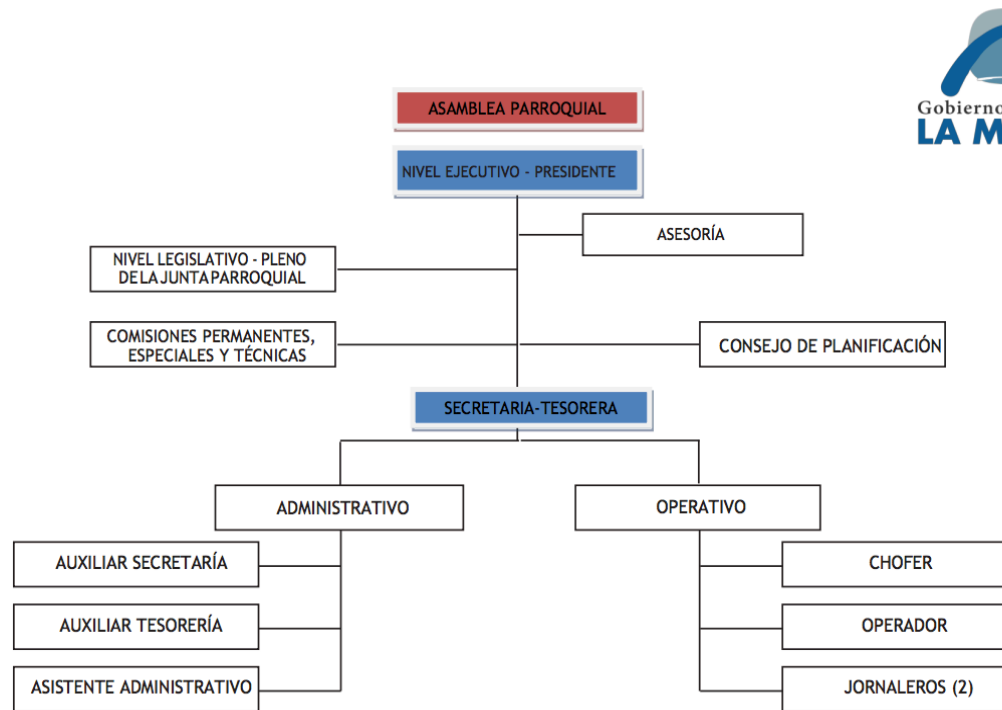 Gobierno
LA M
ASAMBLEA PARROQUIAL
NIVEL EJECUTIVO - PRESIDENTE
ASESORÍA
NIVEL LEGISLATIVO - PLENO
DE LA JUNTA PARROQUIAL
COMISIONES PERMANENTES,
ESPECIALES Y TÉCNICAS
CONSEJO DE PLANIFICACIÓN
SECRETARIA-TESORERA
ADMINISTRATIVO
OPERATIVO
AUXILIAR SECRETARÍA
CHOFER
AUXILIAR TESORERÍA
OPERADOR
ASISTENTE ADMINISTRATIVO
JORNALEROS (2)